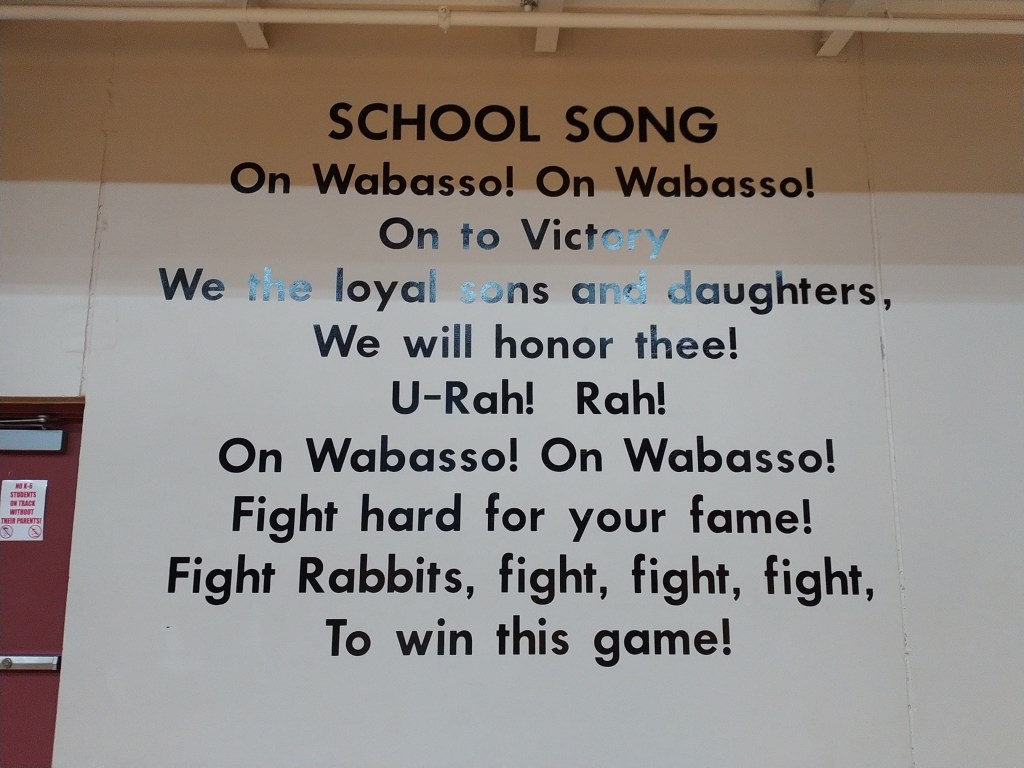 SCHOOL SONG
On Wabasso! On Wabasso!
On to Victory
We the loyal sons and daughters,
We will honor thee!
U-Rah! Rah!
On Wabasso! On Wabasso!
Fight hard for your fame!
Fight Rabbits, fight, fight, fight,
To win this game!
NO K-6
STUDENTS
ON TRACK
WITHOUT
THEIR PARENTS!